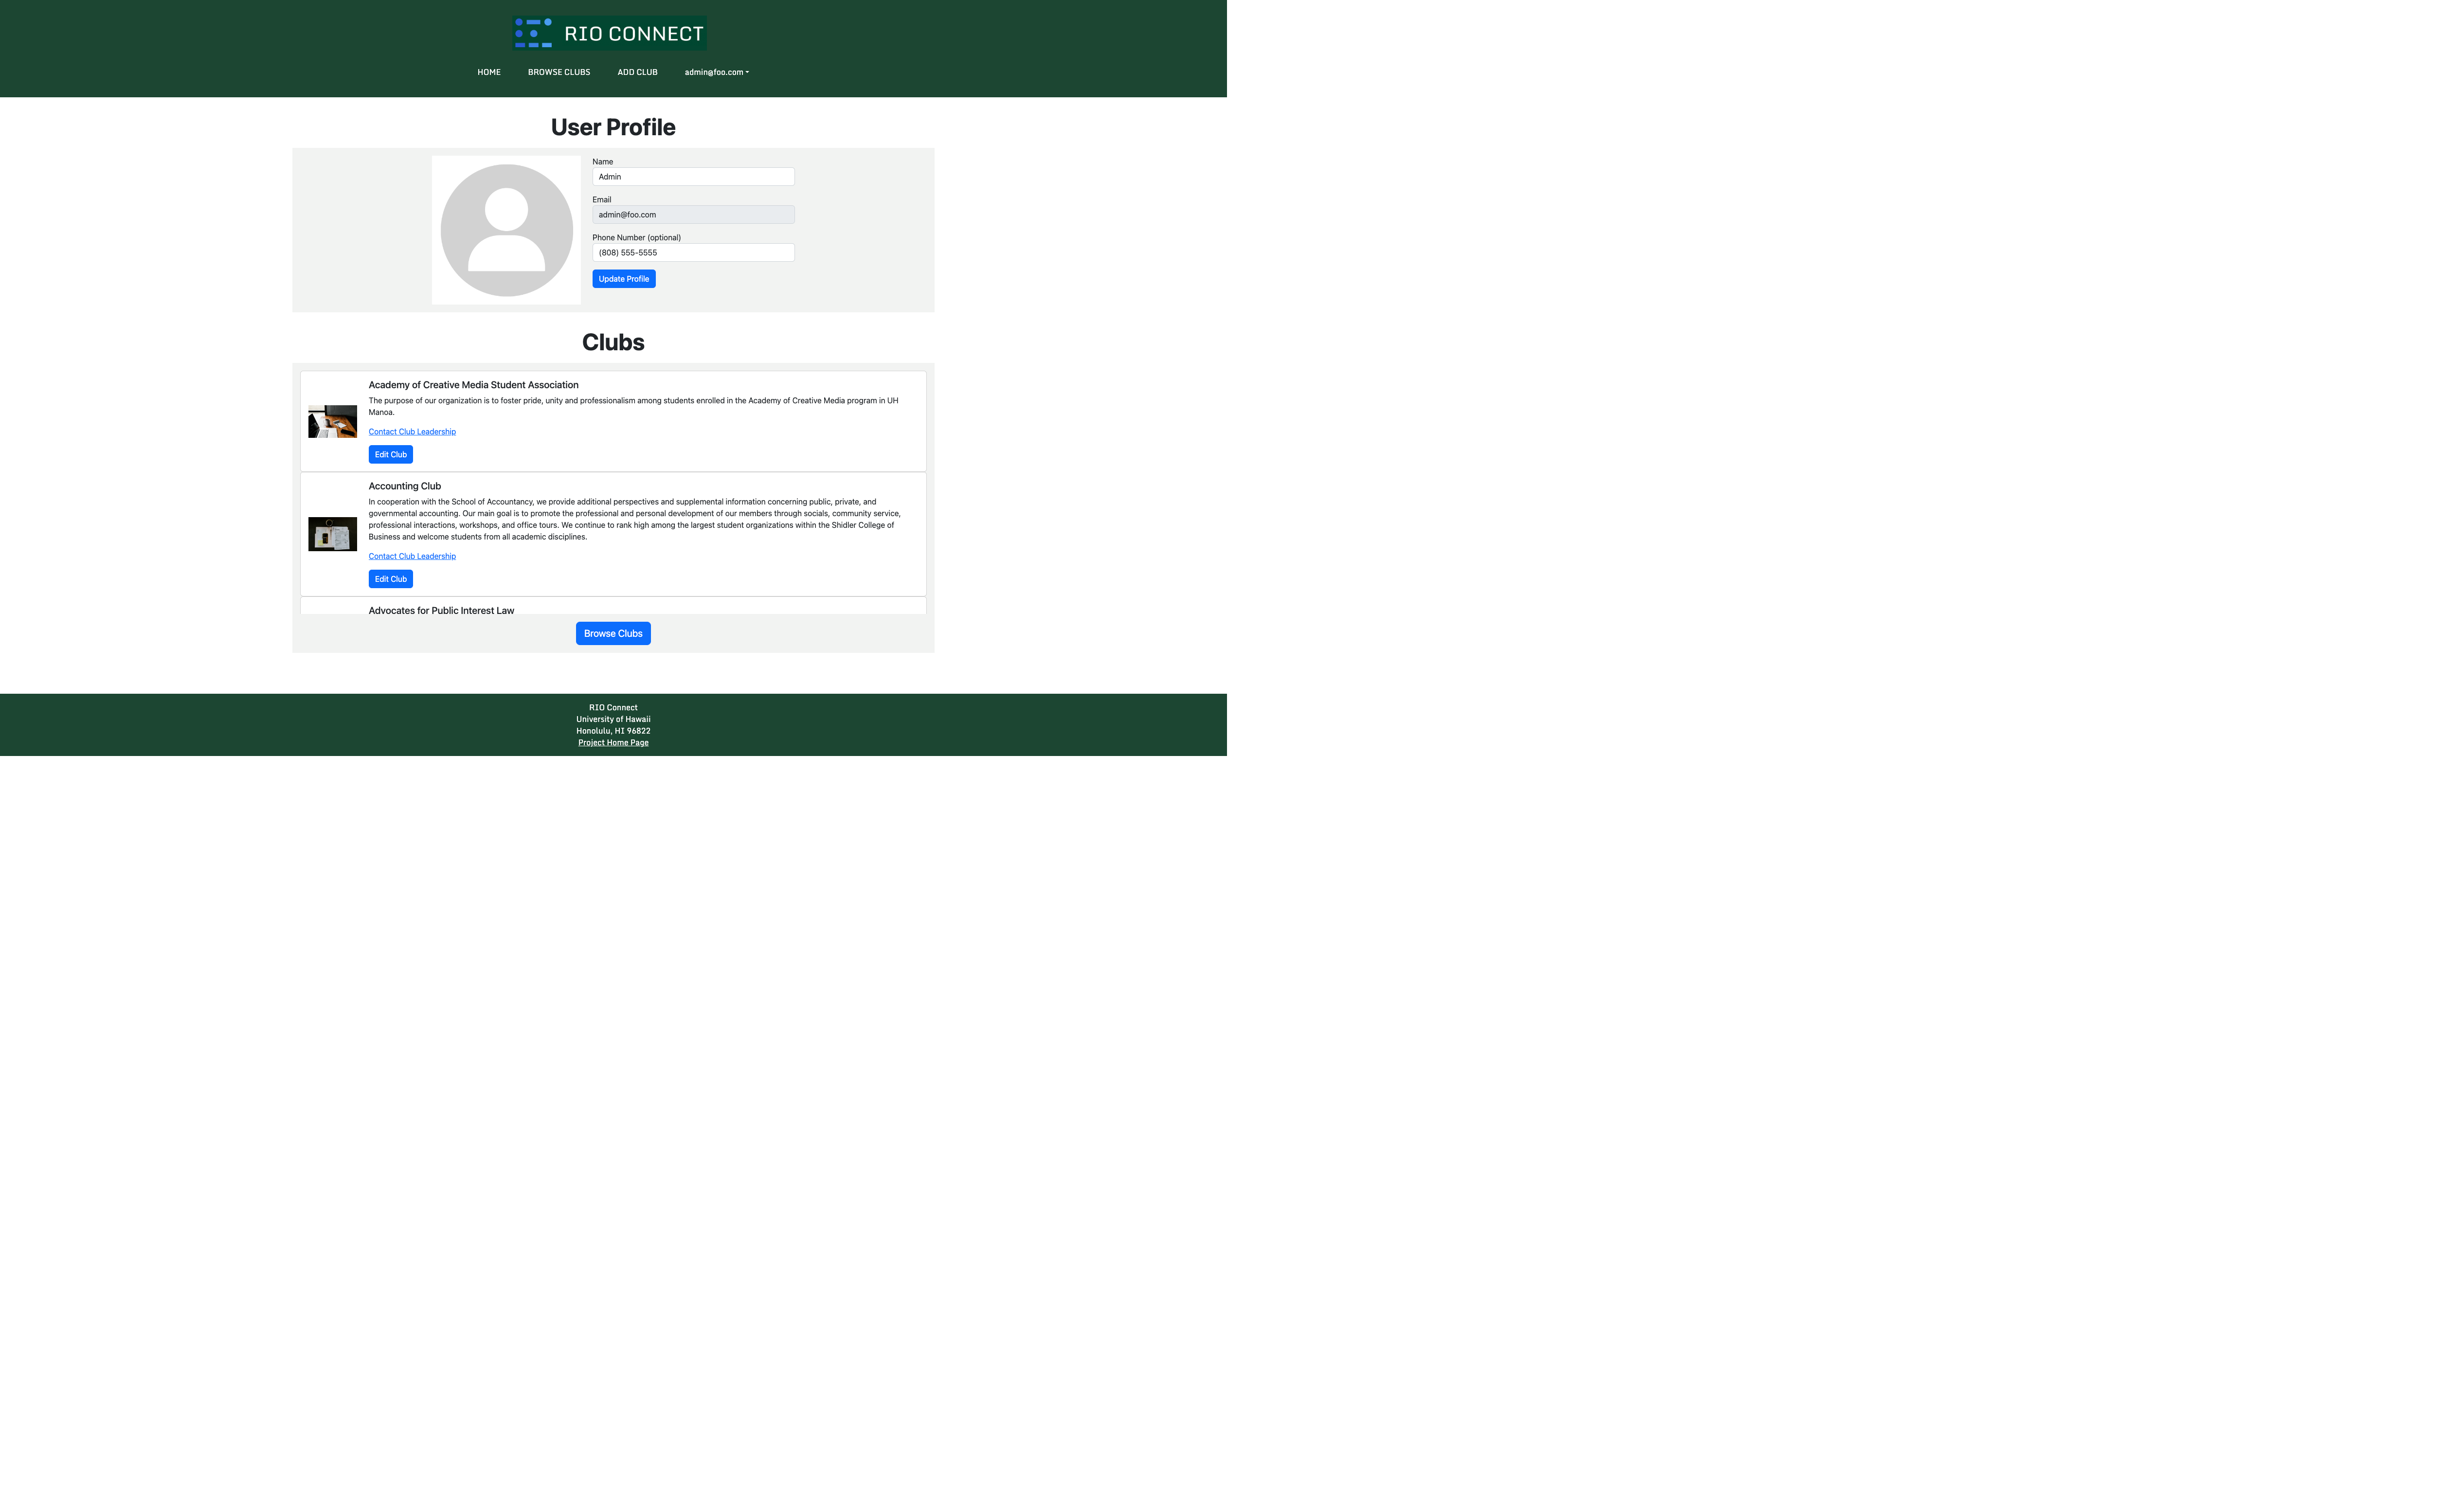 RIO CONNECT
HOME BROWSE CLUBS ADD CLUB admin@foo.com
User Profile
Name
Admin
Email
admin@foo.com
Phone Number (optional)
(808) 555-5555
Update Profile
Clubs
Academy of Creative Media Student Association
The purpose of our organization is to foster pride, unity and professionalism among students enrolled in the Academy of Creative Media program in UH
Manoa.
Contact Club Leadership
Edit Club
Accounting Club
In cooperation with the School of Accountancy, we provide additional perspectives and supplemental information concerning public, private, and
governmental accounting. Our main goal is to promote the professional and personal development of our members through socials, community service,
professional interactions, workshops, and office tours. We continue to rank high among the largest student organizations within the Shidler College of
Business and welcome students from all academic disciplines.
Contact Club Leadership
Edit Club
Advocates for Public Interest Law
Browse Clubs
RIO Connect
University of Hawaii
Honolulu, HI 96822
Project Home Page